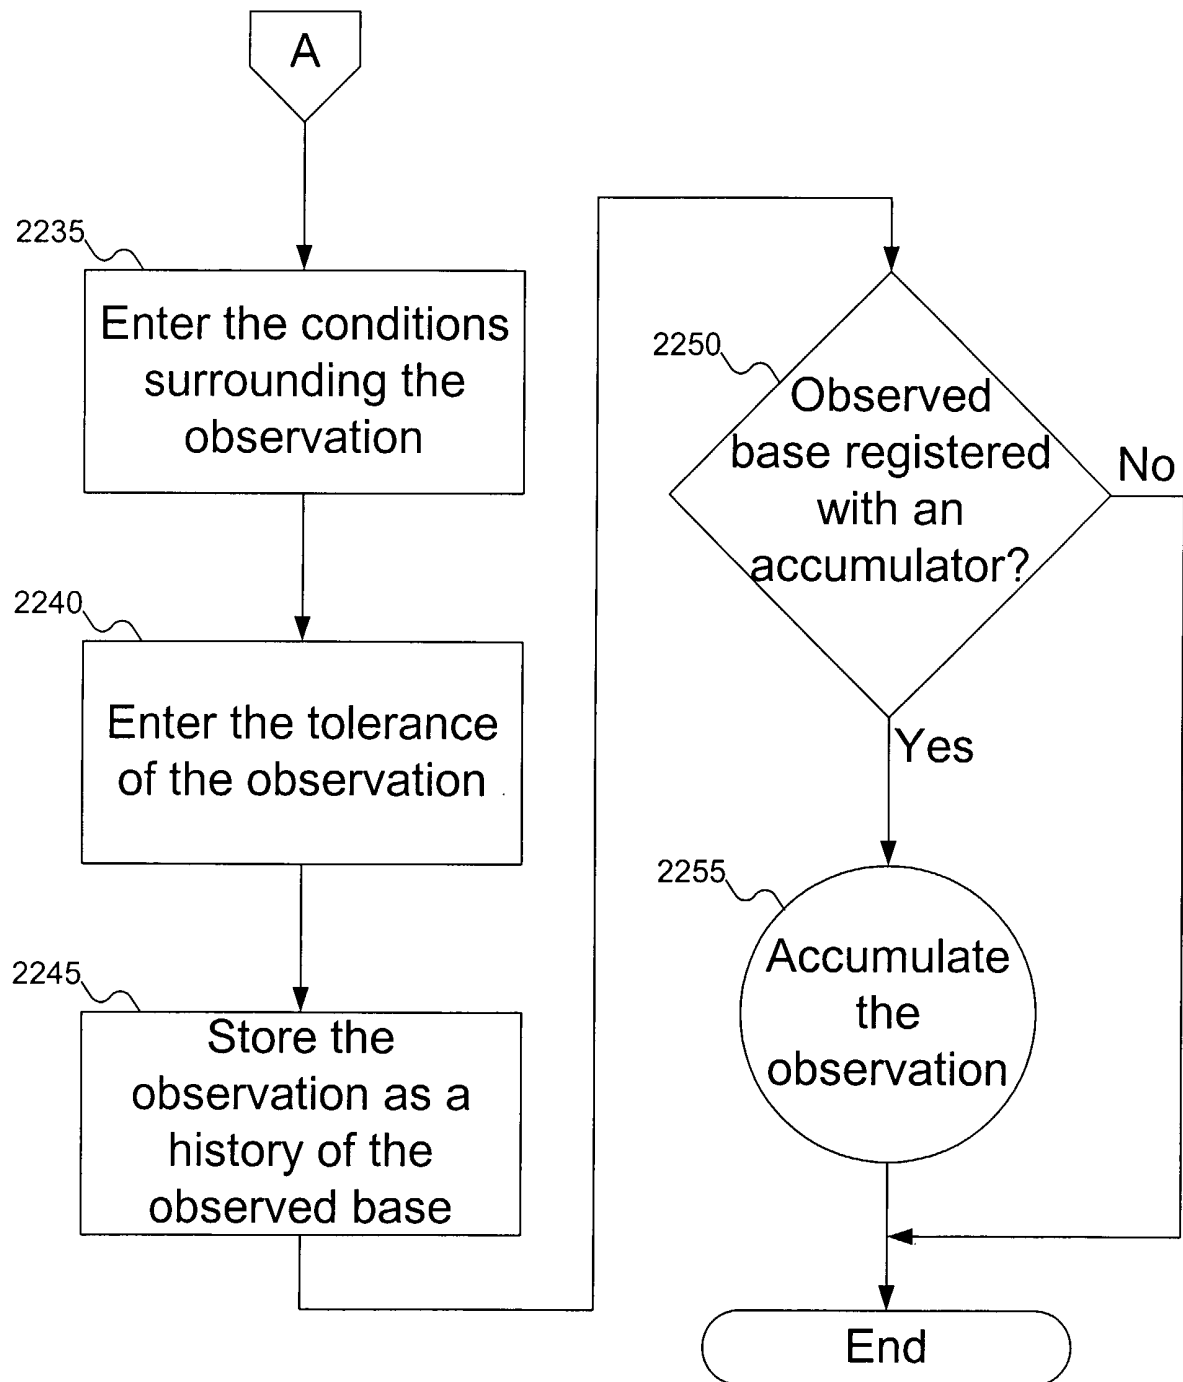 A
2235
Enter the conditions
surrounding the
observation
2240
Enter the tolerance
of the observation
2245
Store the
observation as a
history of the
observed base
2250
Observed
base registered
with an
accumulator?
No
Yes
2255
Accumulate
the
observation
End